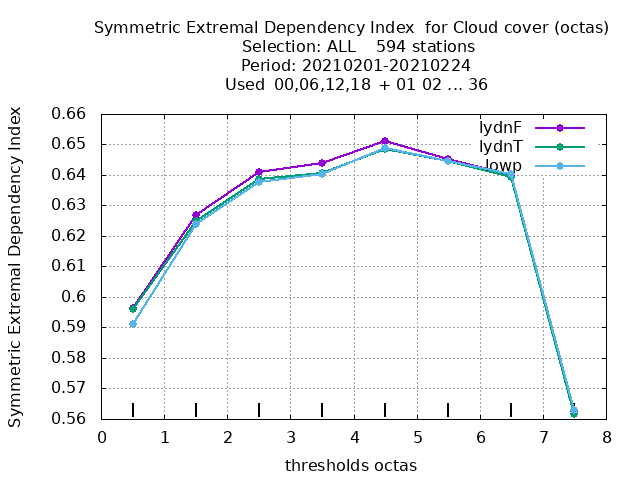 Symmetric Extremal Dependency Index  for Cloud cover (octas)
Selection: ALL    594 stations
Period: 20210201-20210224
Used  00,06,12,18  + 01 02 ... 36
Symmetric Extremal Dependency Index
0.66
0.65
0.64
0.63
0.62
0.61
0.6
0.59
0.58
0.57
0.56
lydnF
lydnT
lowp
0 1 2 3 4 5 6 7 8
thresholds octas